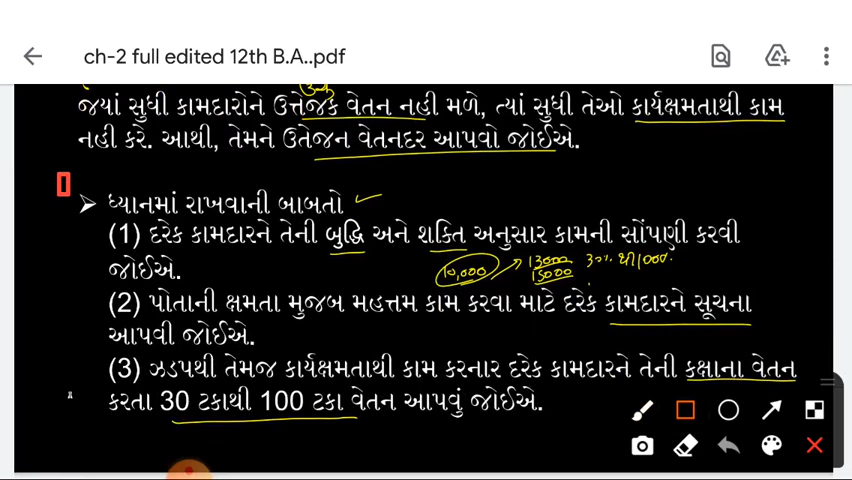 ch-2 full edited 12th B.A..pdf
જ્યાં સુધી કામદારોને ઉત્તેજક વેતન નહી મળે, ત્યાં સુધી તેઓ કાર્યક્ષમતાથી કામ
નહી કરે. આથી, તેમને ઉતેજન વેતનદર આપવો જોઈએ.
➤ ધ્યાનમાં રાખવાની બાબતો
(1) દરેક કામદારને તેની બુદ્ધિ અને શક્તિ અનુસાર કામની સોંપણી કરવી
જોઈએ.
10,000 13000 30% થી 100%
15000
(2) પોતાની ક્ષમતા મુજબ મહત્તમ કામ કરવા માટે દરેક કામદારને સૂચના
આપવી જોઈએ.
(3) ઝડપથી તેમજ કાર્યક્ષમતાથી કામ કરનાર દરેક કામદારને તેની કક્ષાના વેતન
કરતા 30 ટકાથી 100 ટકા વેતન આપવું જોઈએ.